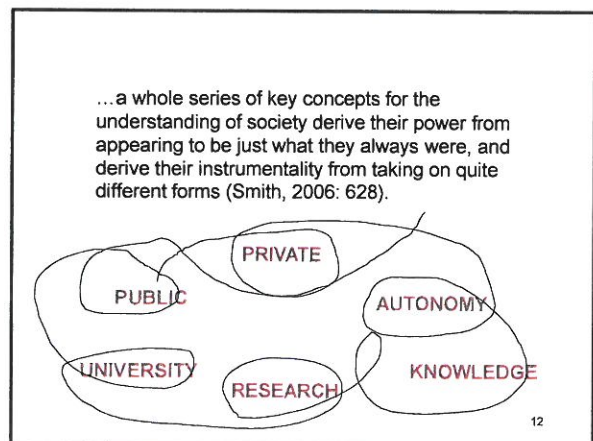 …a whole series of key concepts for the
understanding of society derive their power from
appearing to be just what they always were, and
derive their instrumentality from taking on quite
different forms (Smith, 2006: 628).
PRIVATE
PUBLIC
AUTONOMY
UNIVERSITY
RESEARCH
KNOWLEDGE
12